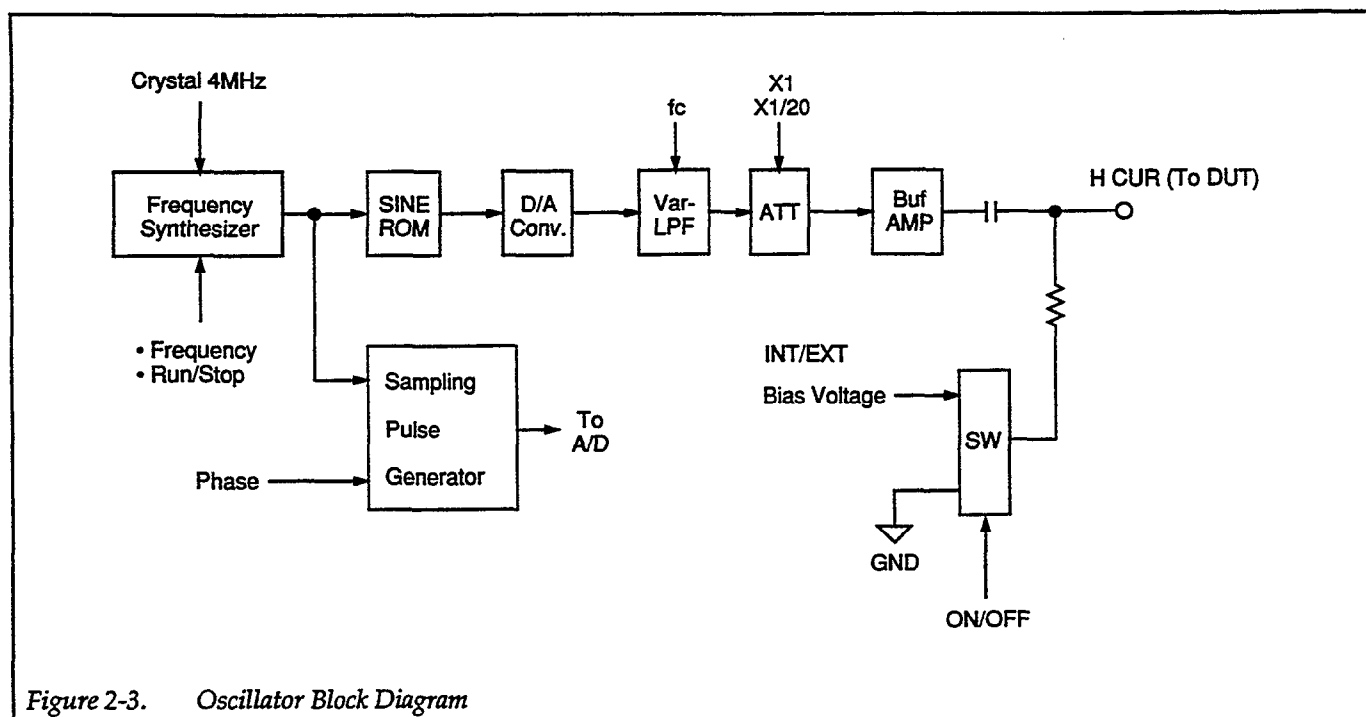 Crystal 4MHz
fc
X1
X1/20
H CUR (To DUT)
Frequency
Synthesizer
SINE
ROM
D/A
Conv.
Var-
LPF
ATT
Buf
AMP
• Frequency
• Run/Stop
Sampling
Pulse
Generator
To
A/D
Phase
INT/EXT
Bias Voltage
SW
GND
ON/OFF
Figure 2-3. Oscillator Block Diagram